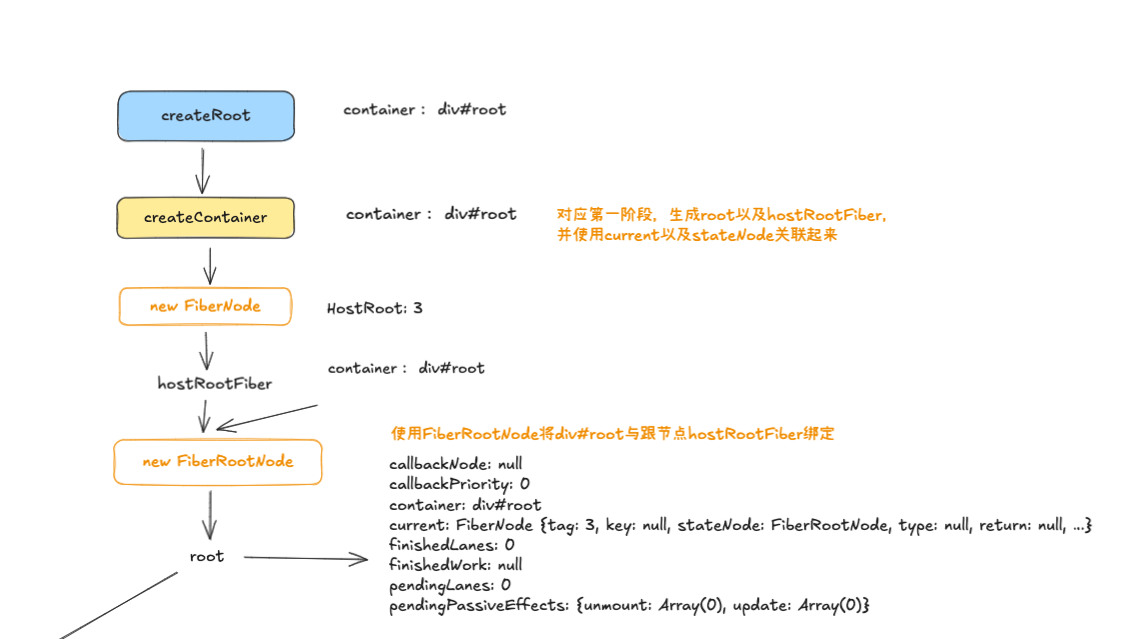 createRoot
container： div#root
createContainer
container： div#root
对应第一阶段，生成root以及hostRootFiber,
并使用current以及stateNode关联起来
new FiberNode
HostRoot: 3
container： div#root
hostRootFiber
使用FiberRootNode将div#root与跟节点hostRootFiber绑定
new FiberRootNode
callbackNode: null
callbackPriority: 0
container: div#root
current: FiberNode {tag: 3, key: null, stateNode: FiberRootNode, type: null, return: null, …}
finishedLanes: 0
root
finishedWork: null
pendingLanes: 0
pendingPassiveEffects: {unmount: Array(0), update: Array(0)}